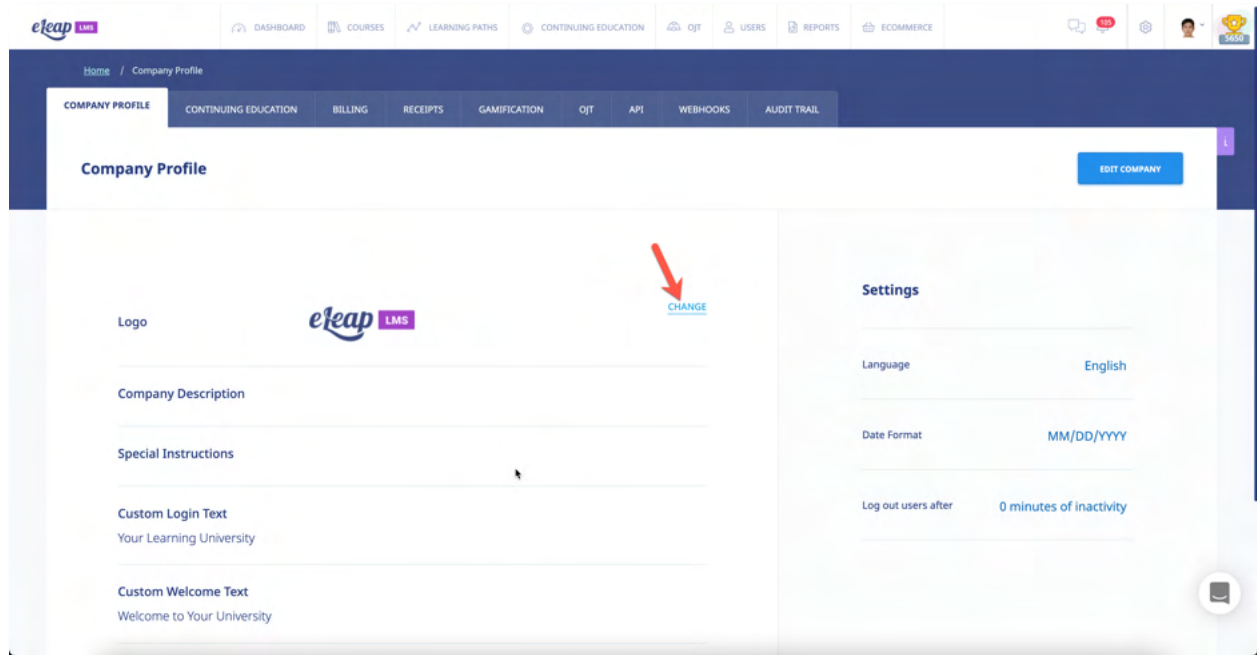 eleap LMS
DASHBOARD COURSES LEARNING PATHS CONTINUING EDUCATION OJT USERS REPORTS ECOMMERCE 105 5650
Home / Company Profile
COMPANY PROFILE CONTINUING EDUCATION BILLING RECEIPTS GAMIFICATION OJT API WEBHOOKS AUDIT TRAIL
i
Company Profile EDIT COMPANY
CHANGE
Logo eleap LMS
Company Description
Special Instructions
Custom Login Text
Your Learning University
Custom Welcome Text
Welcome to Your University
Settings
Language English
Date Format MM/DD/YYYY
Log out users after 0 minutes of inactivity